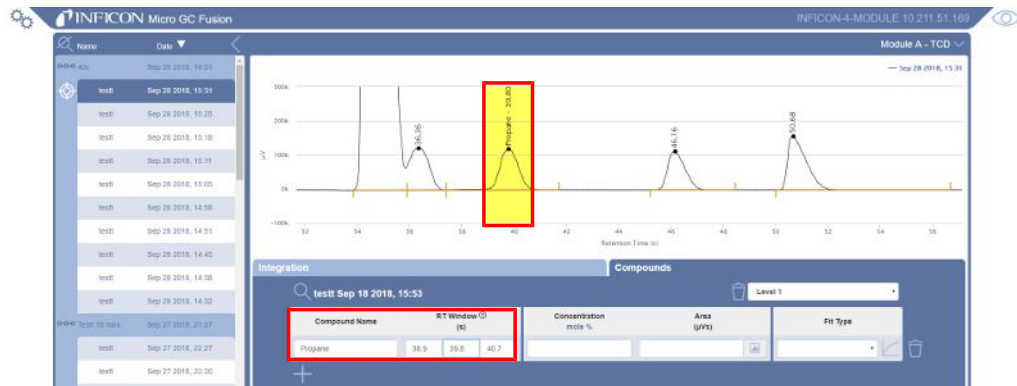 INFICON Micro GC Fusion
INFICON-4-MODULE 10.211.51.169
Name Date ▼
Module A - TCD
Sep 28 2018, 14:31
Sep 28 2018, 15:31
testt Sep 28 2018, 15:31
testt Sep 28 2018, 15:25
testt Sep 28 2018, 15:18
testt Sep 28 2018, 15:11
testt Sep 28 2018, 15:05
testt Sep 28 2018, 14:58
testt Sep 28 2018, 14:51
testt Sep 28 2018, 14:45
testt Sep 28 2018, 14:38
testt Sep 28 2018, 14:32
Sep 27 2018, 21:27
testt Sep 27 2018, 22:27
testt Sep 27 2018, 22:20
300k
200k
100k
0k
-100k
µV
36.36
Propane - 39.80
46.16
50.68
32 34 36 38 40 42 44 46 48 50 52 54 56
Retention Time (s)
Integration
Compounds
testt Sep 18 2018, 15:53
Level 1
Compound Name
RT Window (s)
Concentration mole %
Area (µVs)
Fit Type
Propane 38.9 39.8 40.7